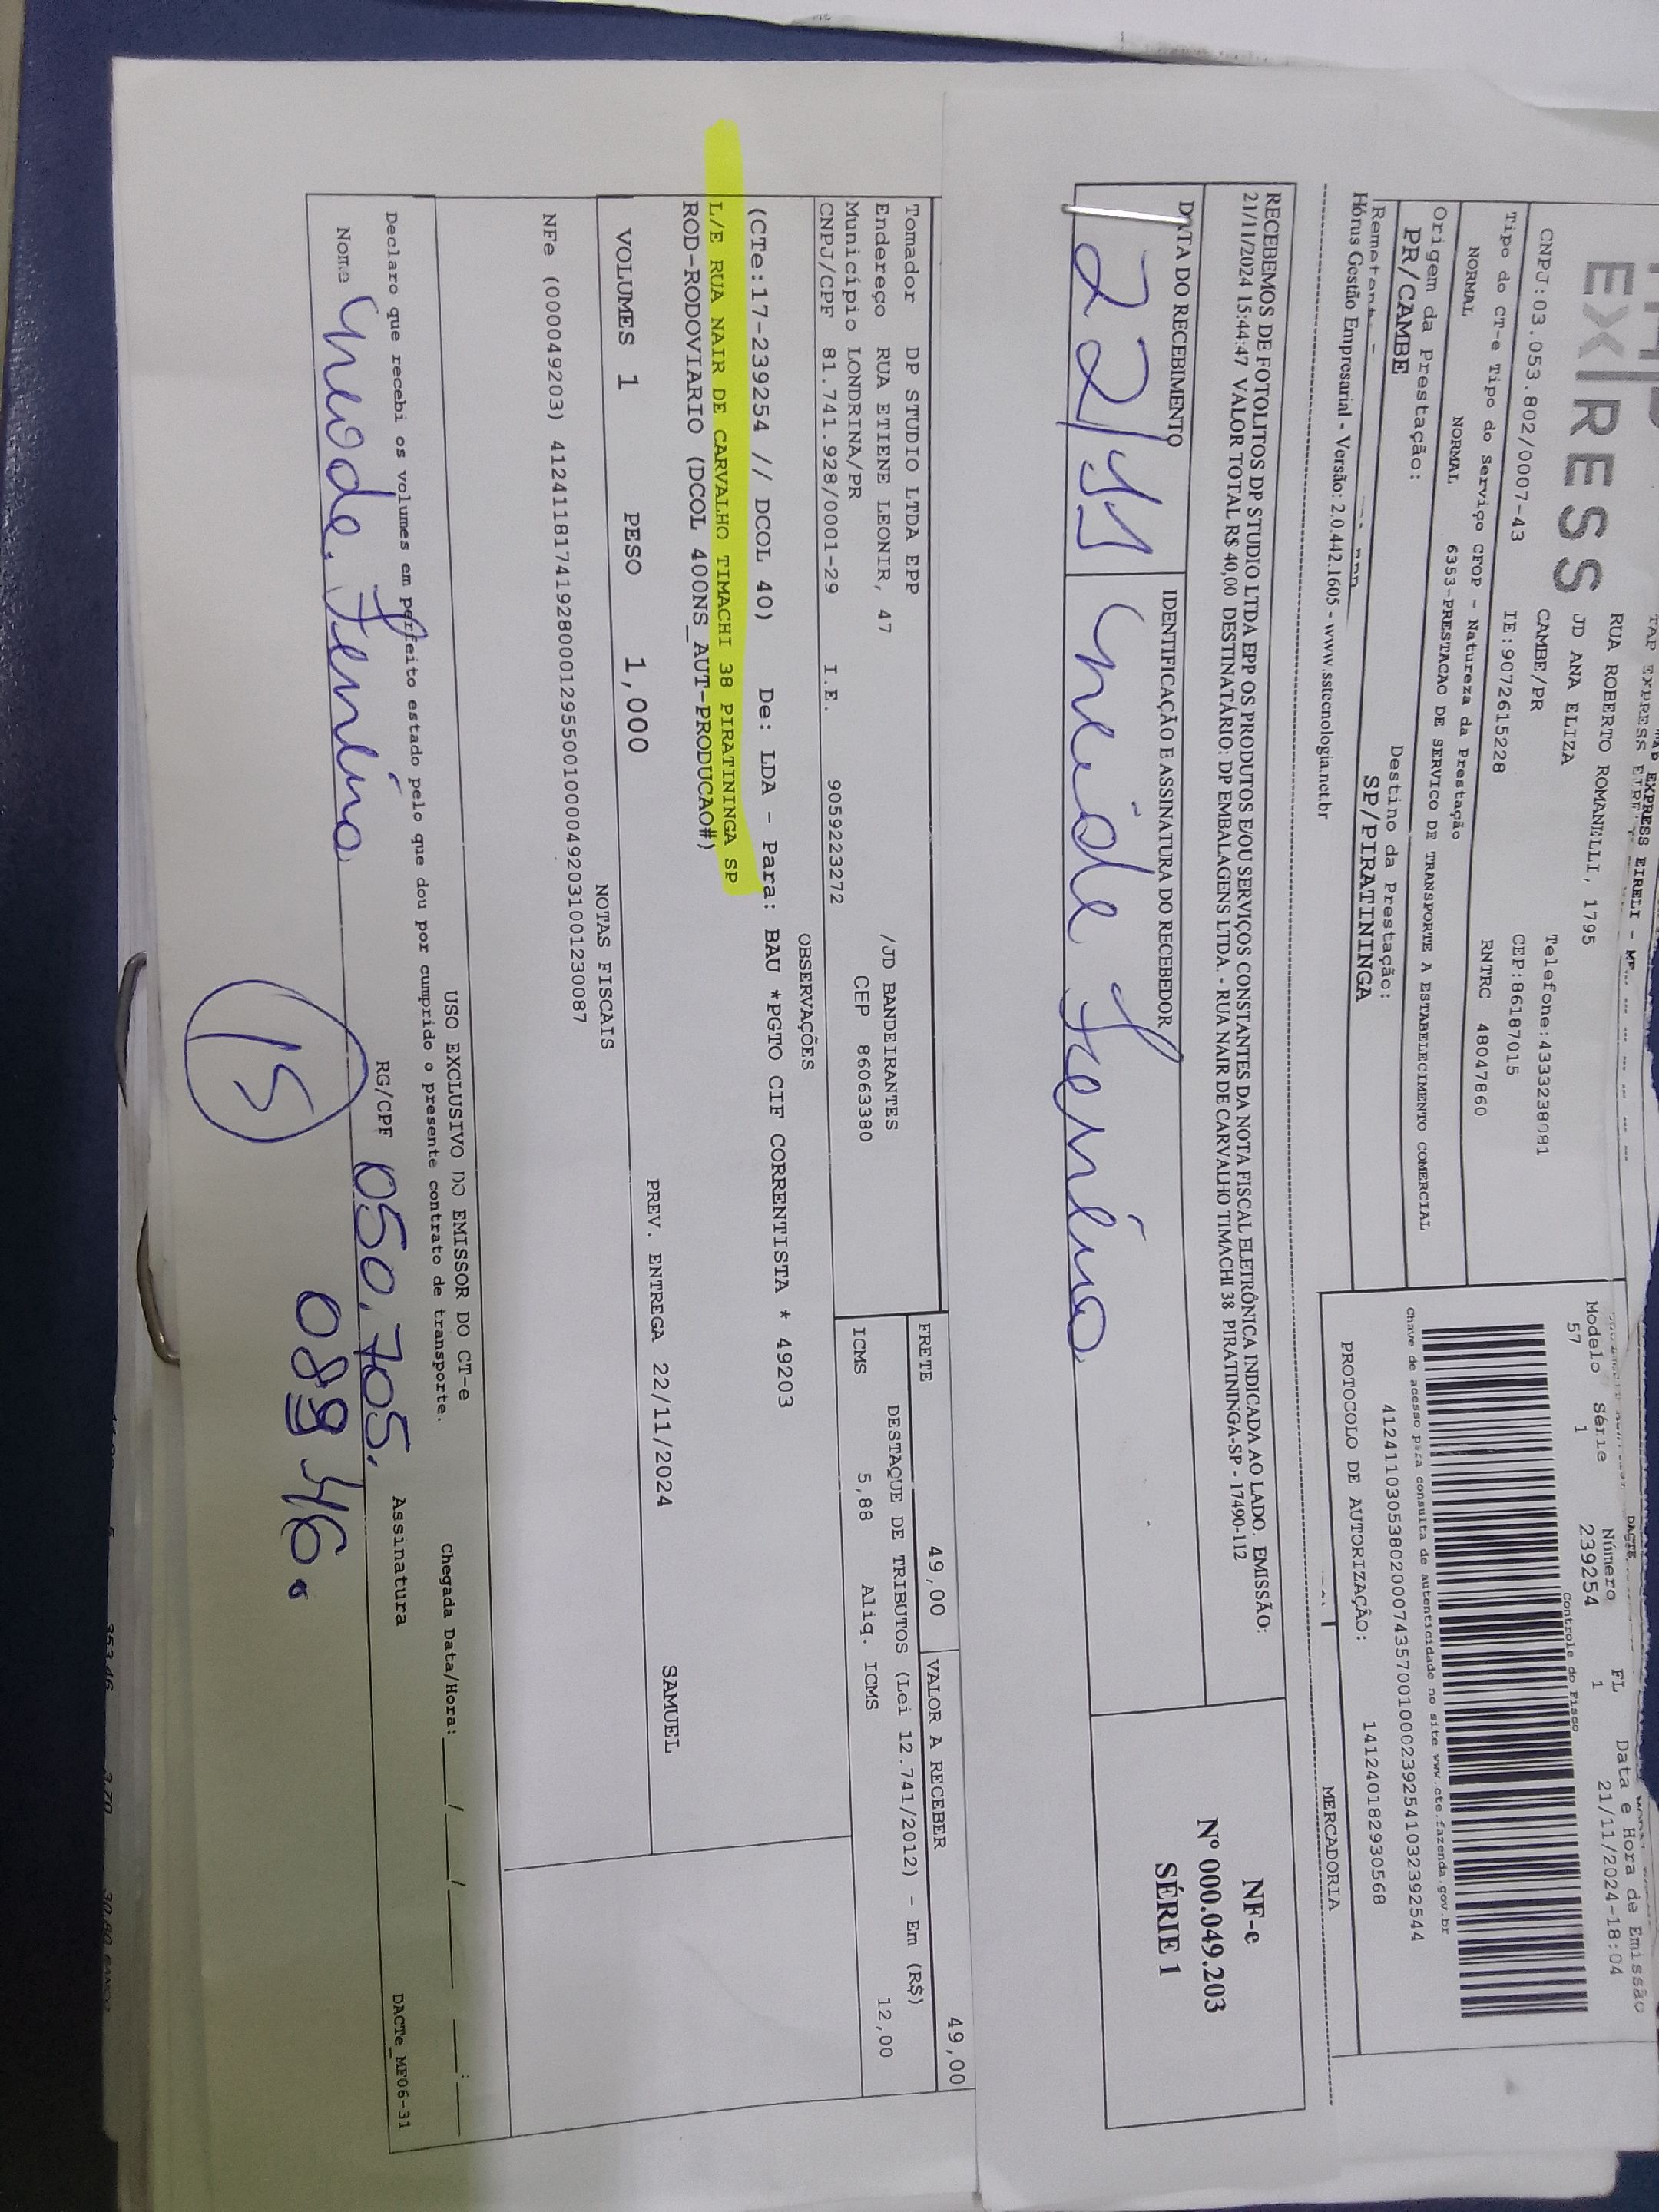 EXPRESS
TAP EXPRESS EIRELI - ME
RUA ROBERTO ROMANELLI, 1795
JD ANA ELIZA
CAMBE/PR
Telefone:4333238081
CNPJ:03.053.802/0007-43 IE:9072615228 CEP:86187015
Tipo do CT-e Tipo do Serviço CFOP - Natureza da Prestação RNTRC 48047860
NORMAL NORMAL 6353-PRESTACAO DE SERVICO DE TRANSPORTE A ESTABELECIMENTO COMERCIAL
Origem da Prestação: Destino da Prestação:
PR/CAMBE SP/PIRATININGA
Remetente
DACTE
Modelo Série Número FL Data e Hora de Emissão
57 1 239254 1 21/11/2024-18:04
Controle do Fisco
Chave de acesso para consulta de autenticidade no site www.cte.fazenda.gov.br
41241103053802000743570010002392541032392544
PROTOCOLO DE AUTORIZAÇÃO: 141240182930568
MERCADORIA
Hórus Gestão Empresarial - Versão: 2.0.442.1605 - www.sstecnologia.net.br
RECEBEMOS DE FOTOLITOS DP STUDIO LTDA EPP OS PRODUTOS E/OU SERVIÇOS CONSTANTES DA NOTA FISCAL ELETRÔNICA INDICADA AO LADO. EMISSÃO:
21/11/2024 15:44:47 VALOR TOTAL R$ 40,00 DESTINATÁRIO: DP EMBALAGENS LTDA. - RUA NAIR DE CARVALHO TIMACHI 38 PIRATININGA-SP - 17490-112
DATA DO RECEBIMENTO IDENTIFICAÇÃO E ASSINATURA DO RECEBEDOR
22/11
NF-e
Nº 000.049.203
SÉRIE 1
Tomador DP STUDIO LTDA EPP
Endereço RUA ETIENE LEONIR, 47 /JD BANDEIRANTES
Município LONDRINA/PR CEP 86063380
CNPJ/CPF 81.741.928/0001-29 I.E. 9059223272
FRETE 49,00 VALOR A RECEBER 49,00
DESTAQUE DE TRIBUTOS (Lei 12.741/2012) - Em (R$)
ICMS 5,88 Aliq. ICMS 12,00
OBSERVAÇÕES
(CTe:17-239254 // DCOL 40) De: LDA - Para: BAU *PGTO CIF CORRENTISTA * 49203
L/E RUA NAIR DE CARVALHO TIMACHI 38 PIRATININGA SP
ROD-RODOVIARIO (DCOL 400NS_AUT-PRODUCAO#)
SAMUEL
VOLUMES 1 PESO 1,000 PREV. ENTREGA 22/11/2024
NOTAS FISCAIS
NFe (000049203) 41241181741928000129550010000492031001230087
USO EXCLUSIVO DO EMISSOR DO CT-e
Declaro que recebi os volumes em perfeito estado pelo que dou por cumprido o presente contrato de transporte.
Chegada Data/Hora:____/____/____ ___:___
Nome RG/CPF 050.705. Assinatura
089 46.
15
DACTe_MF06-31